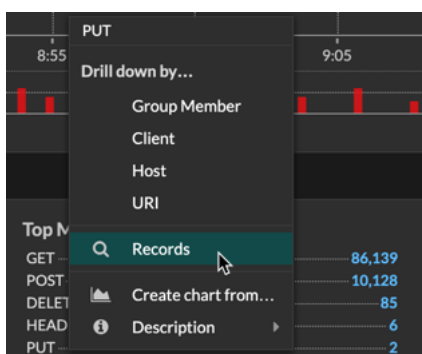 PUT
8:55
9:05
Drill down by...
Group Member
Client
Host
URI
Records
Create chart from...
Description
Top M
GET 86,139
POST 10,128
DELET 85
HEAD 6
PUT 2